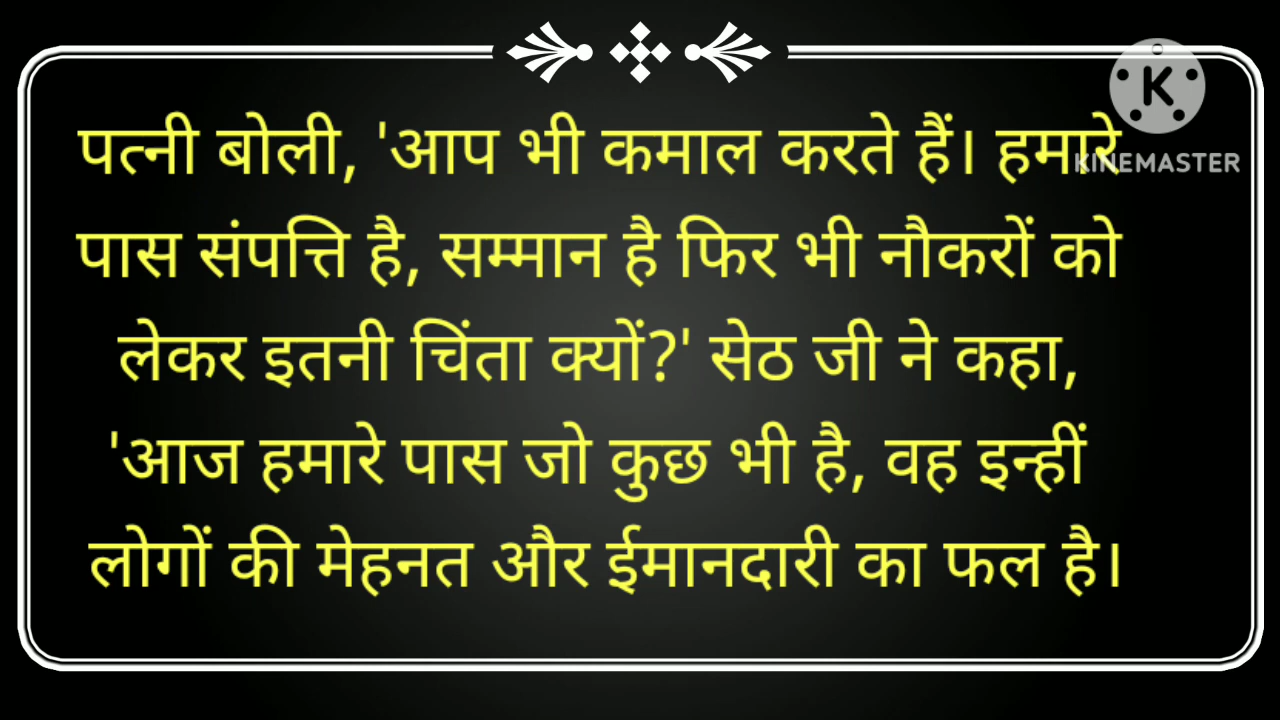 पत्नी बोली, 'आप भी कमाल करते हैं। हमारे
KINEMASTER
पास संपत्ति है, सम्मान है फिर भी नौकरों को
लेकर इतनी चिंता क्यों?' सेठ जी ने कहा,
'आज हमारे पास जो कुछ भी है, वह इन्हीं
लोगों की मेहनत और ईमानदारी का फल है।